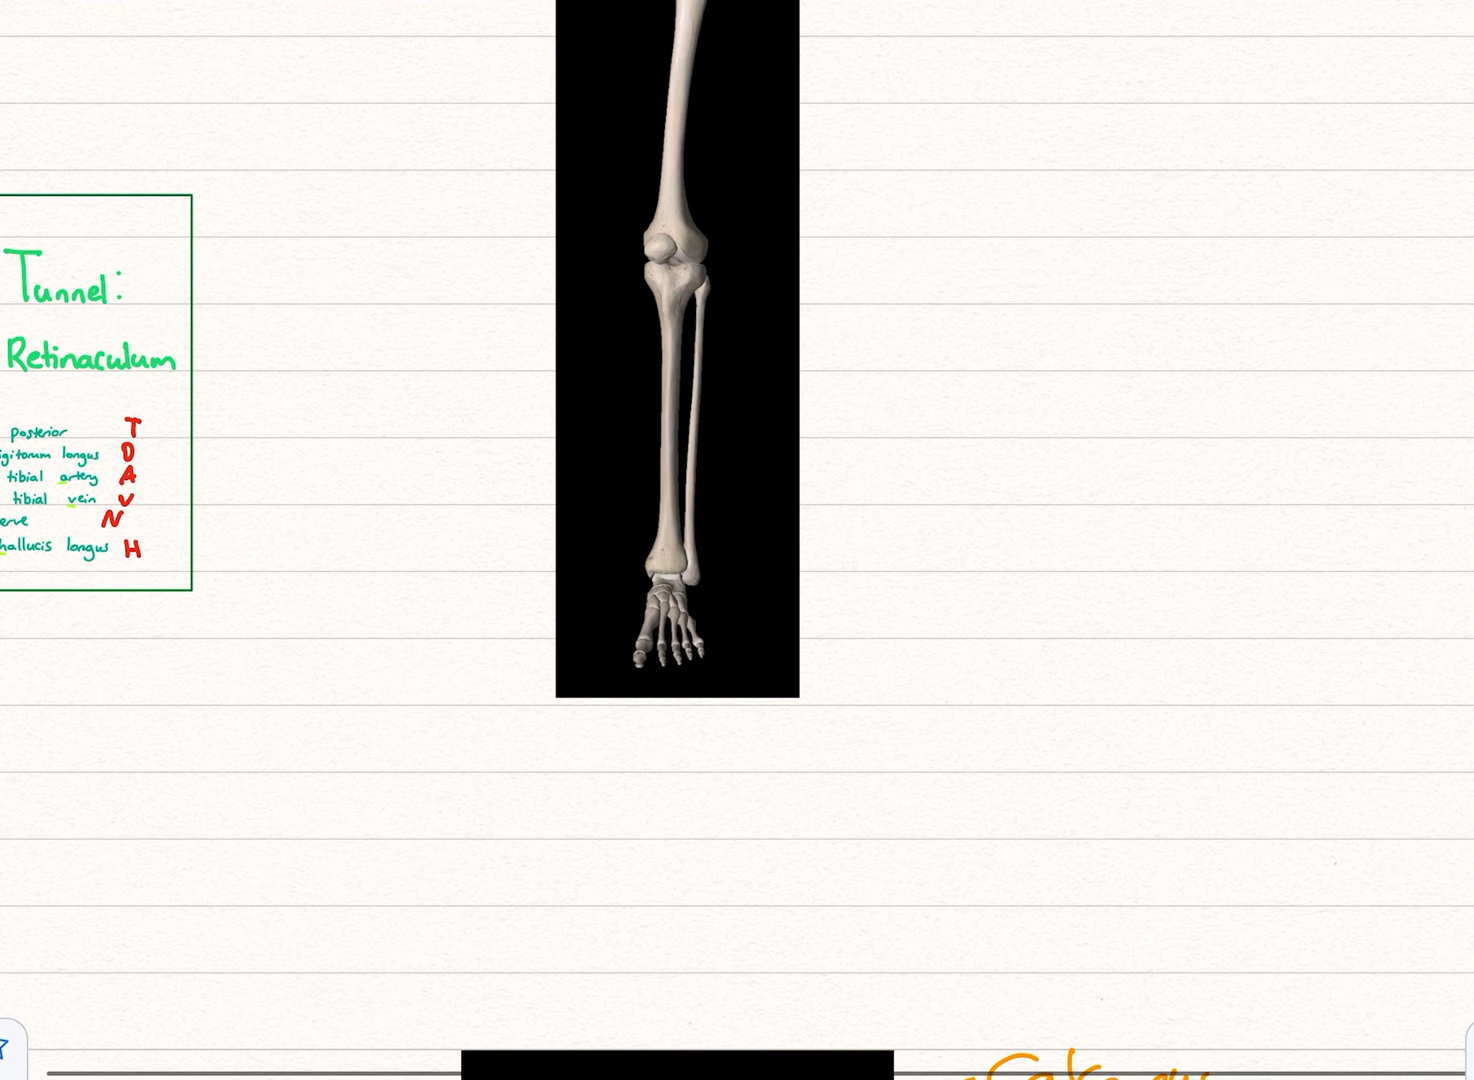 Tunnel:
Retinaculum
posterior T
igitorum longus D
tibial artery A
tibial vein V
erve N
hallucis longus H